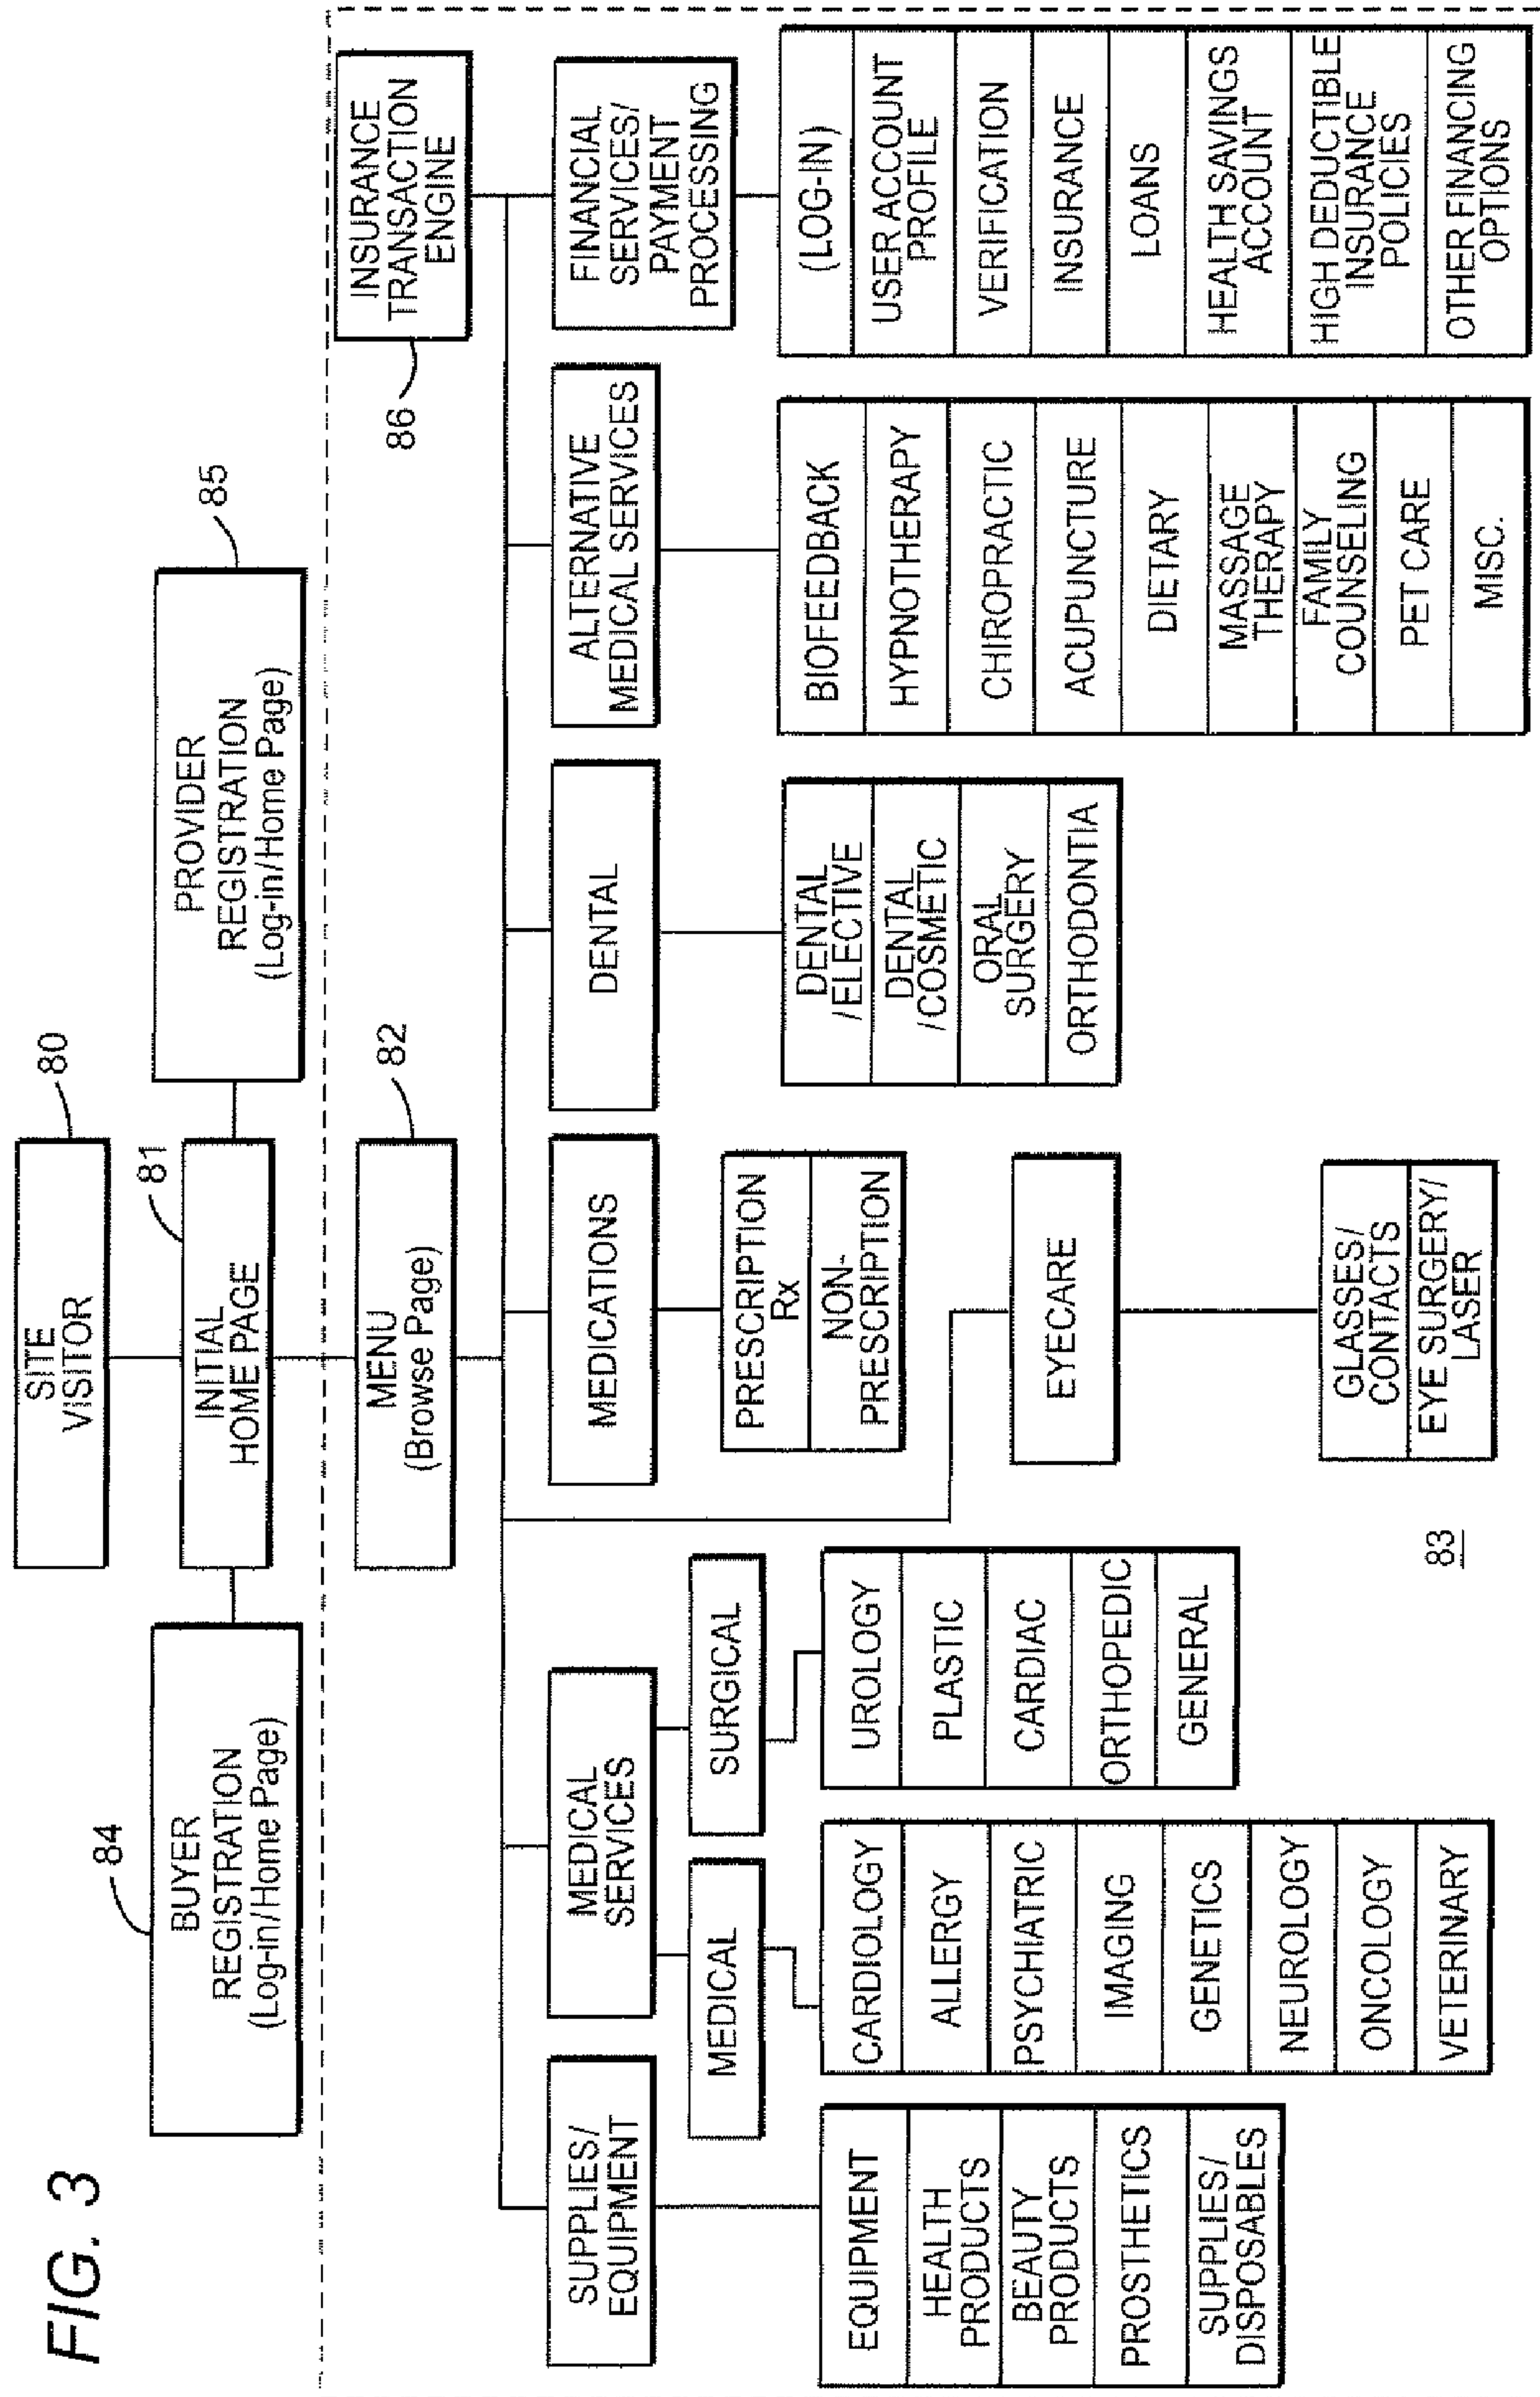 FIG. 3
SITE
VISITOR
80
INITIAL
HOME PAGE
81
BUYER
REGISTRATION
(Log-in/Home Page)
84
PROVIDER
REGISTRATION
(Log-in/Home Page)
85
MENU
(Browse Page)
82
INSURANCE
TRANSACTION
ENGINE
86
SUPPLIES/
EQUIPMENT
EQUIPMENT
HEALTH
PRODUCTS
BEAUTY
PRODUCTS
PROSTHETICS
SUPPLIES/
DISPOSABLES
MEDICAL
SERVICES
MEDICAL
CARDIOLOGY
ALLERGY
PSYCHIATRIC
IMAGING
GENETICS
NEUROLOGY
ONCOLOGY
VETERINARY
SURGICAL
UROLOGY
PLASTIC
CARDIAC
ORTHOPEDIC
GENERAL
MEDICATIONS
PRESCRIPTION
Rx
NON-
PRESCRIPTION
EYECARE
GLASSES/
CONTACTS
EYE SURGERY/
LASER
DENTAL
DENTAL
/ELECTIVE
DENTAL
/COSMETIC
ORAL
SURGERY
ORTHODONTIA
ALTERNATIVE
MEDICAL SERVICES
BIOFEEDBACK
HYPNOTHERAPY
CHIROPRACTIC
ACUPUNCTURE
DIETARY
MASSAGE
THERAPY
FAMILY
COUNSELING
PET CARE
MISC.
FINANCIAL
SERVICES/
PAYMENT
PROCESSING
(LOG-IN)
USER ACCOUNT
PROFILE
VERIFICATION
INSURANCE
LOANS
HEALTH SAVINGS
ACCOUNT
HIGH DEDUCTIBLE
INSURANCE
POLICIES
OTHER FINANCING
OPTIONS
83